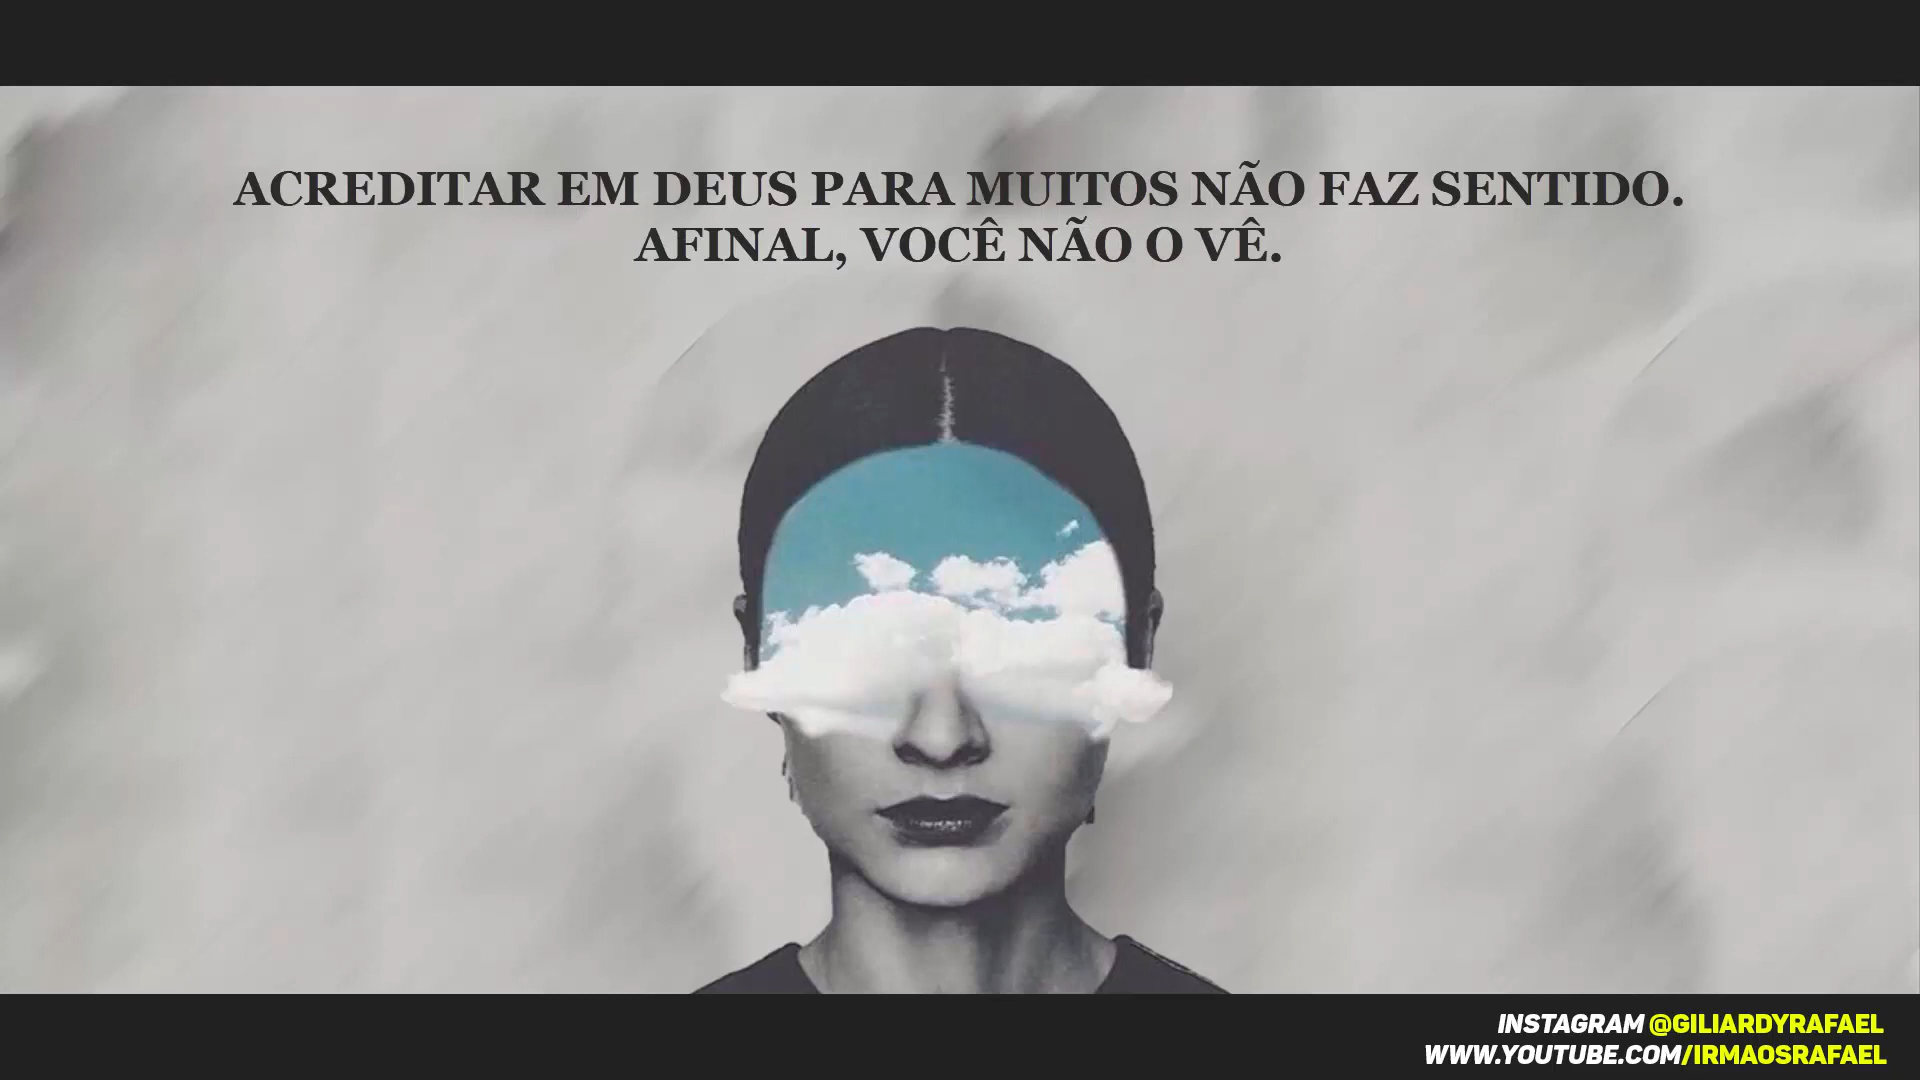 ACREDITAR EM DEUS PARA MUITOS NÃO FAZ SENTIDO.
AFINAL, VOCÊ NÃO O VÊ.
INSTAGRAM @GILIARDYRAFAEL
WWW.YOUTUBE.COM/IRMAOSRAFAEL